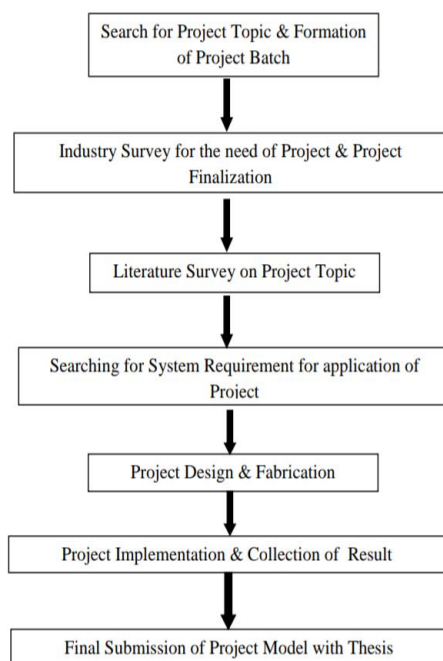 Search for Project Topic & Formation
of Project Batch
Industry Survey for the need of Project & Project
Finalization
Literature Survey on Project Topic
Searching for System Requirement for application of
Project
Project Design & Fabrication
Project Implementation & Collection of Result
Final Submission of Project Model with Thesis